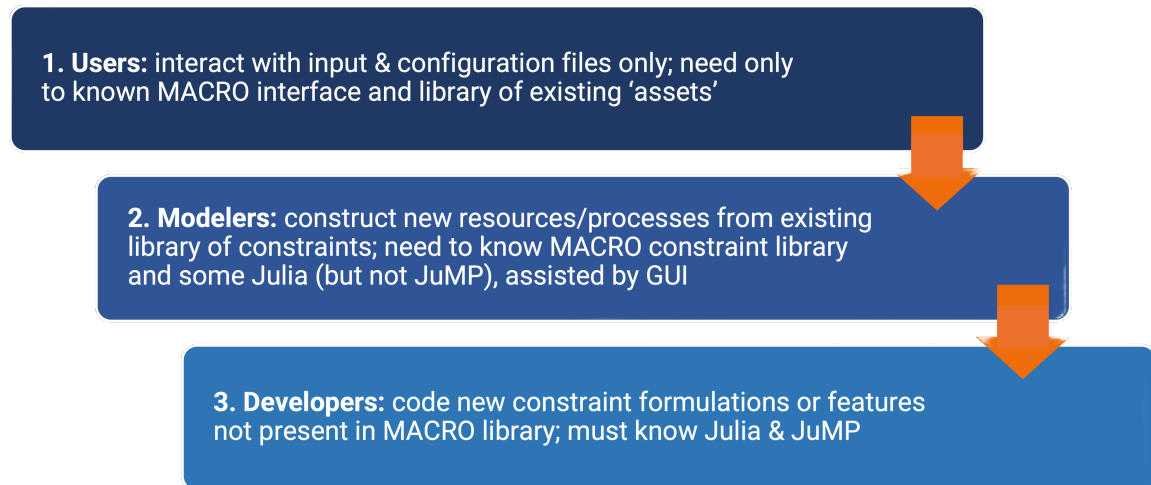 1. Users: interact with input & configuration files only; need only
to known MACRO interface and library of existing ‘assets’
2. Modelers: construct new resources/processes from existing
library of constraints; need to know MACRO constraint library
and some Julia (but not JuMP), assisted by GUI
3. Developers: code new constraint formulations or features
not present in MACRO library; must know Julia & JuMP